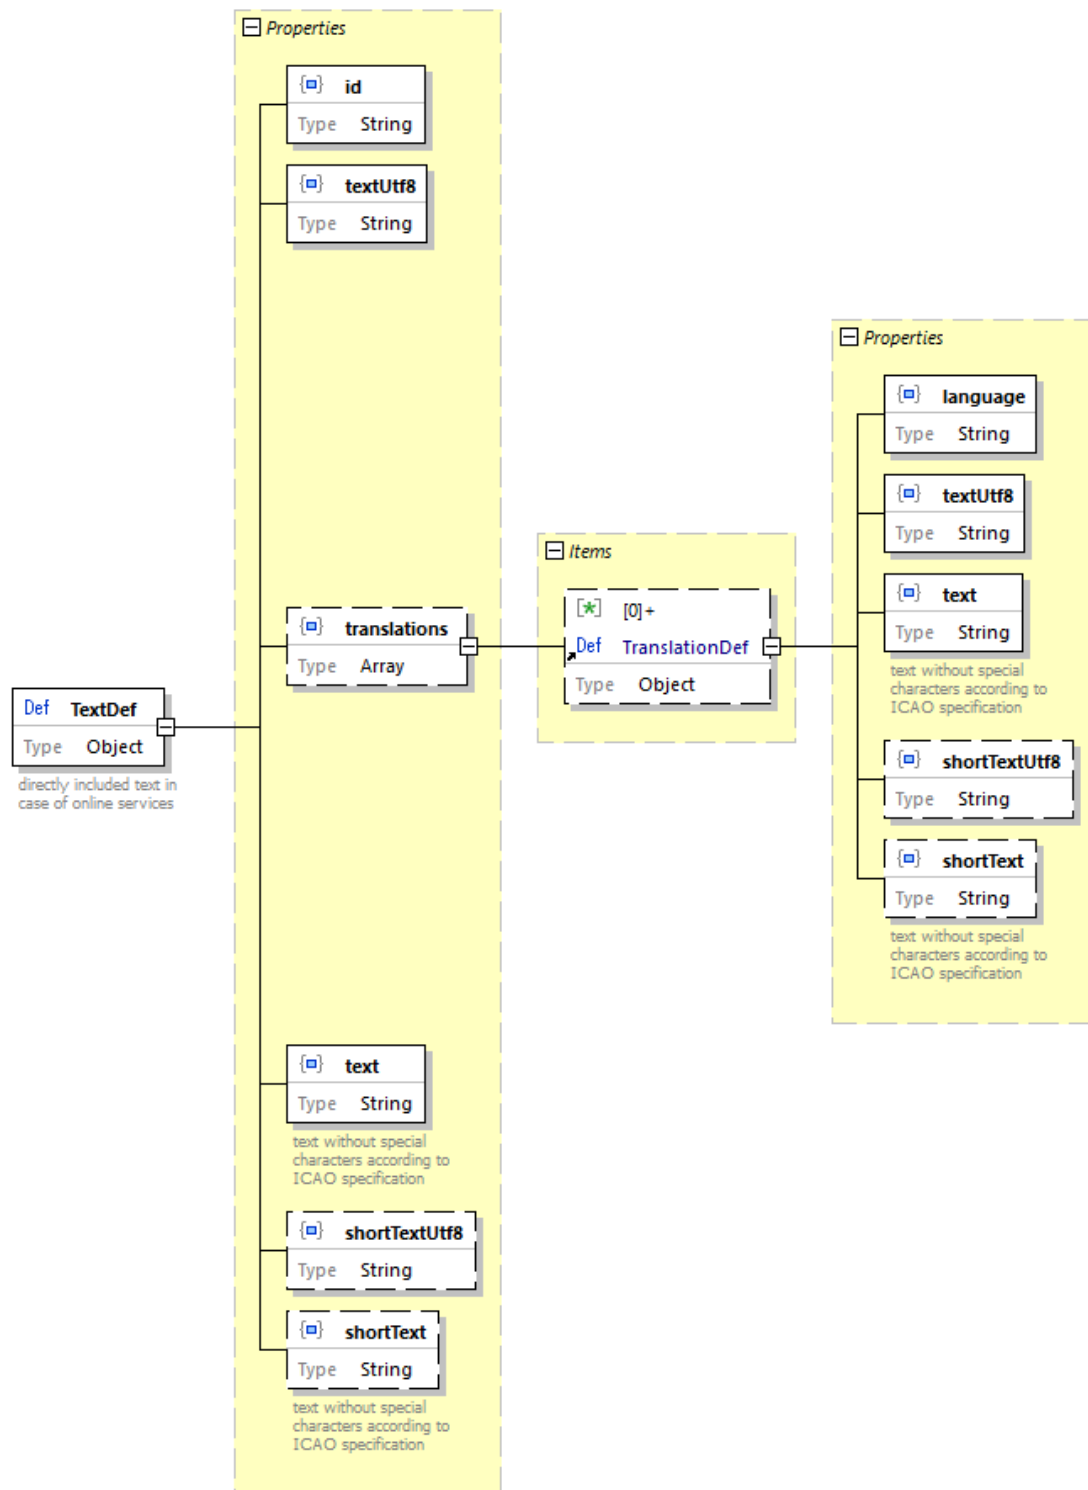 Properties
id
Type String
textUtf8
Type String
translations
Type Array
Def TextDef
Type Object
directly included text in
case of online services
text
Type String
text without special
characters according to
ICAO specification
shortTextUtf8
Type String
shortText
Type String
text without special
characters according to
ICAO specification
Items
[0]+
Def TranslationDef
Type Object
Properties
language
Type String
textUtf8
Type String
text
Type String
text without special
characters according to
ICAO specification
shortTextUtf8
Type String
shortText
Type String
text without special
characters according to
ICAO specification